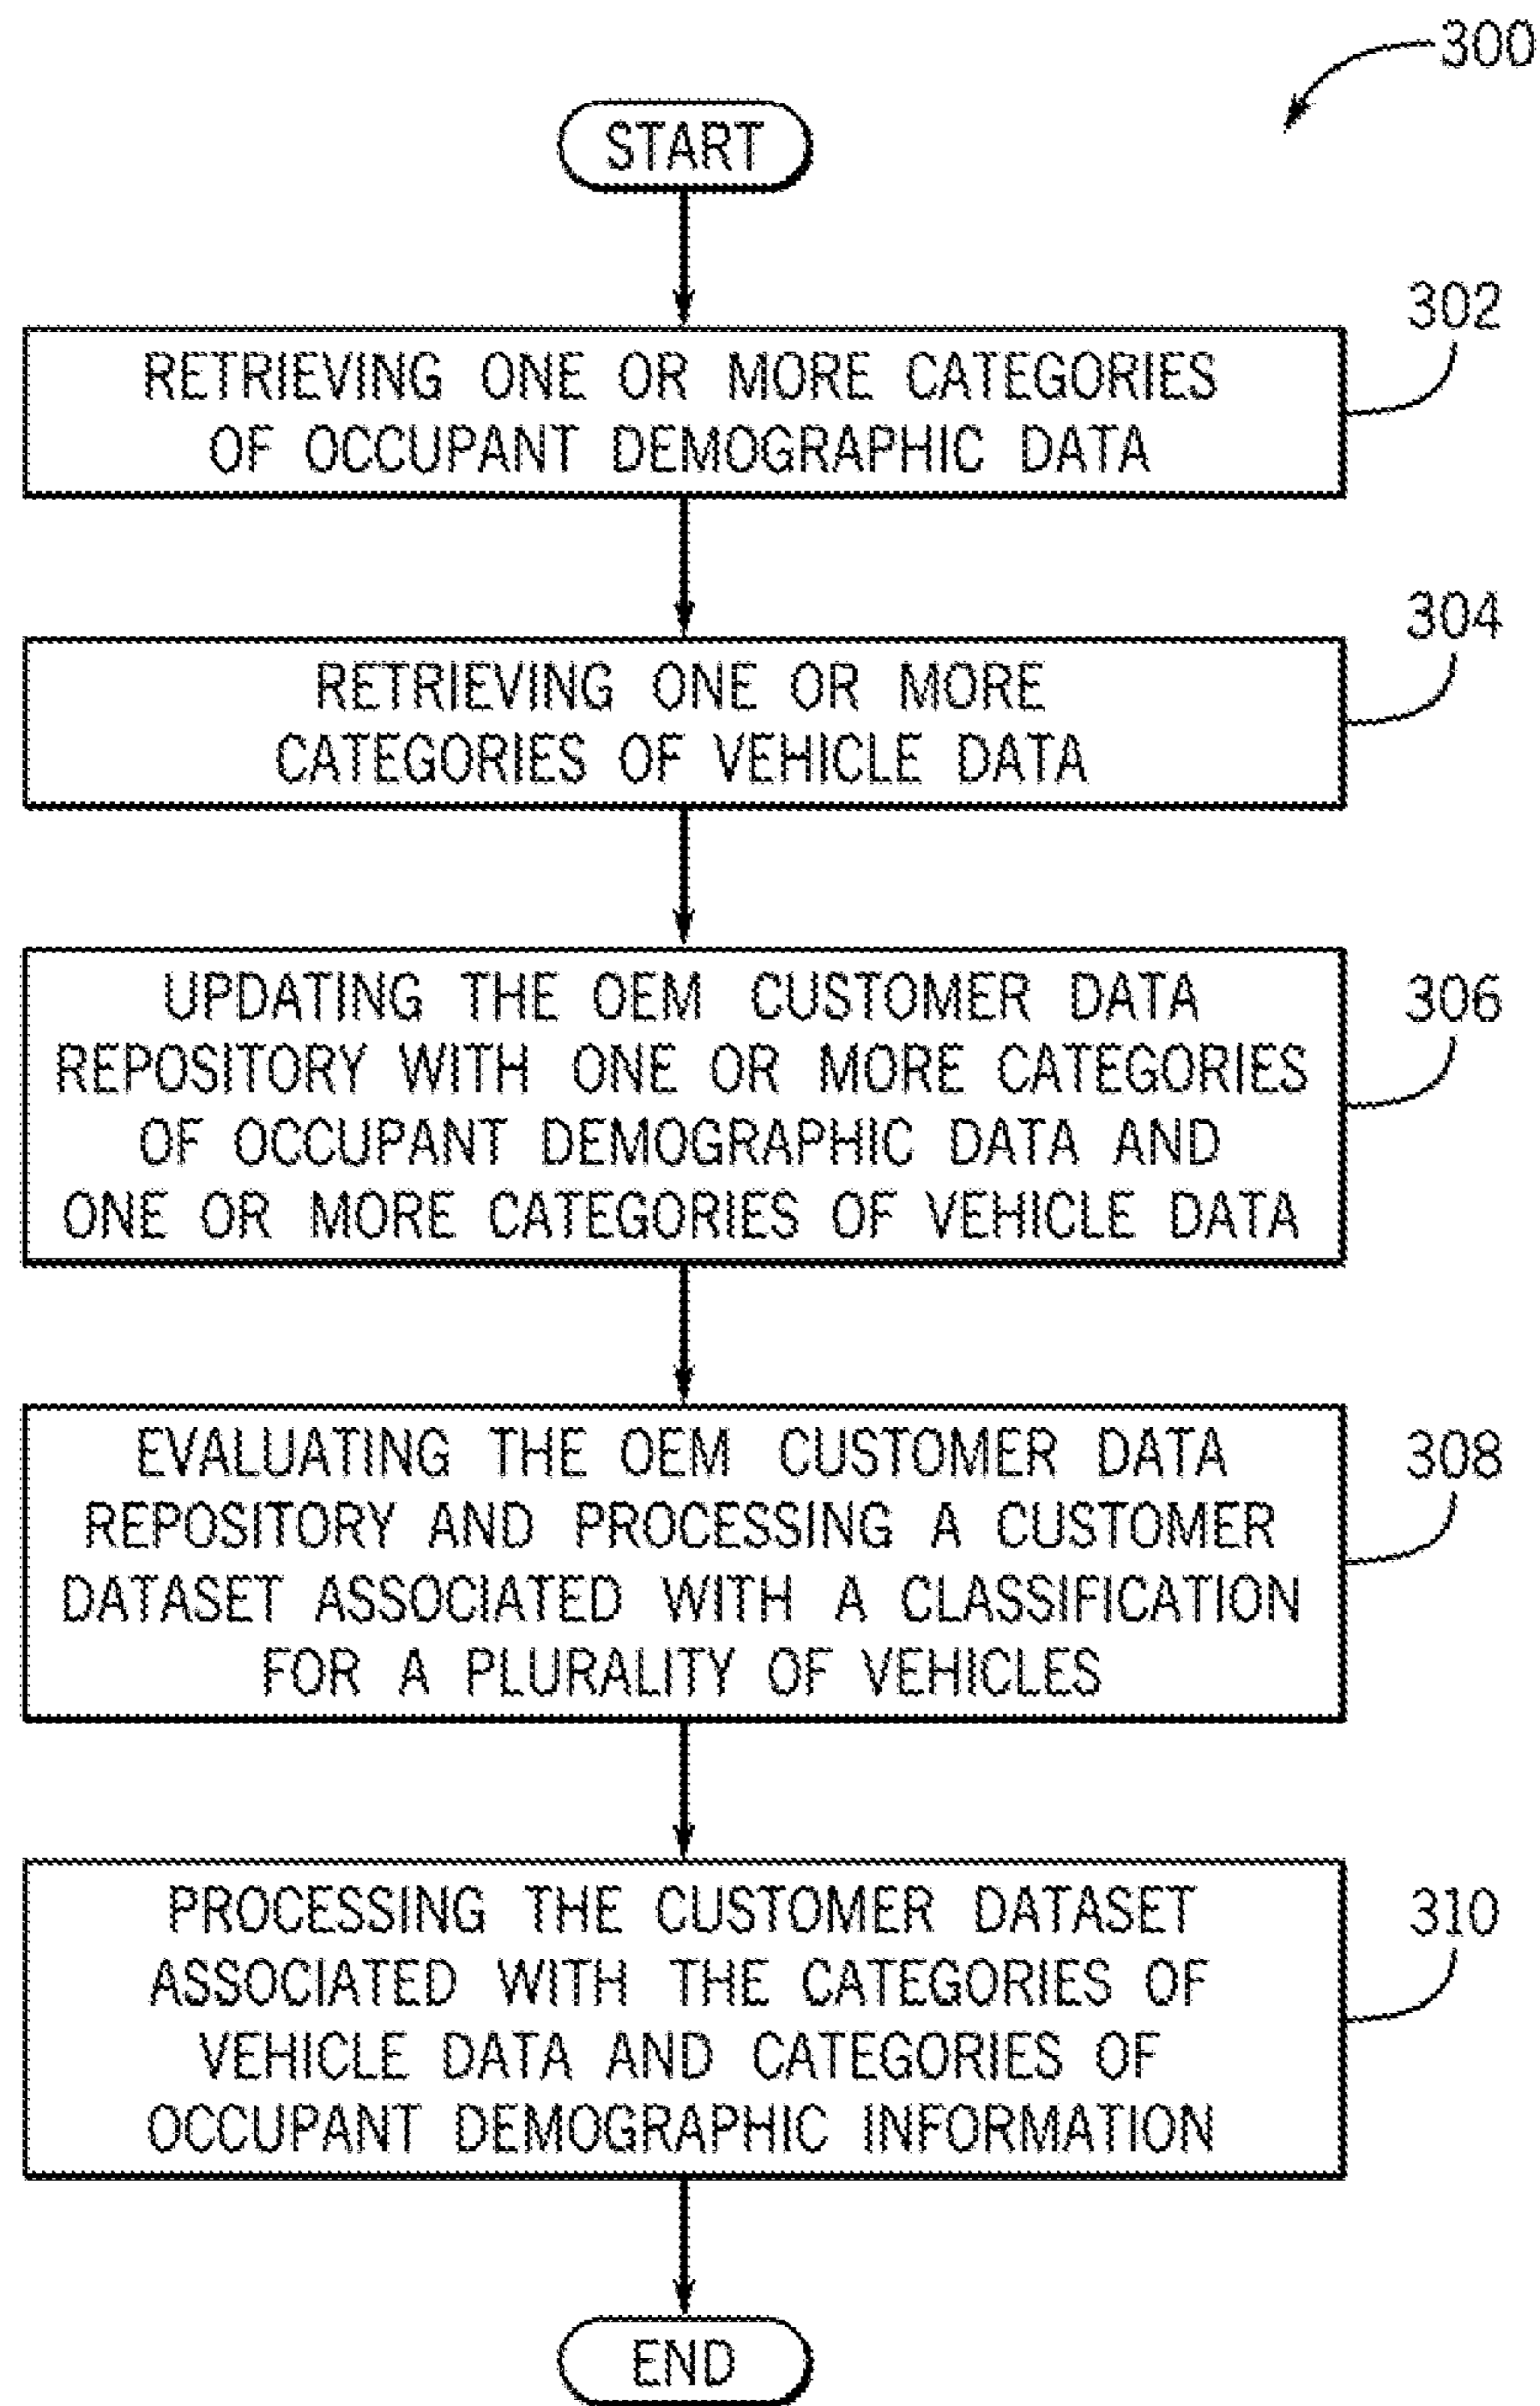 300
START
302
RETRIEVING ONE OR MORE CATEGORIES
OF OCCUPANT DEMOGRAPHIC DATA
304
RETRIEVING ONE OR MORE
CATEGORIES OF VEHICLE DATA
306
UPDATING THE OEM CUSTOMER DATA
REPOSITORY WITH ONE OR MORE CATEGORIES
OF OCCUPANT DEMOGRAPHIC DATA AND
ONE OR MORE CATEGORIES OF VEHICLE DATA
308
EVALUATING THE OEM CUSTOMER DATA
REPOSITORY AND PROCESSING A CUSTOMER
DATASET ASSOCIATED WITH A CLASSIFICATION
FOR A PLURALITY OF VEHICLES
310
PROCESSING THE CUSTOMER DATASET
ASSOCIATED WITH THE CATEGORIES OF
VEHICLE DATA AND CATEGORIES OF
OCCUPANT DEMOGRAPHIC INFORMATION
END